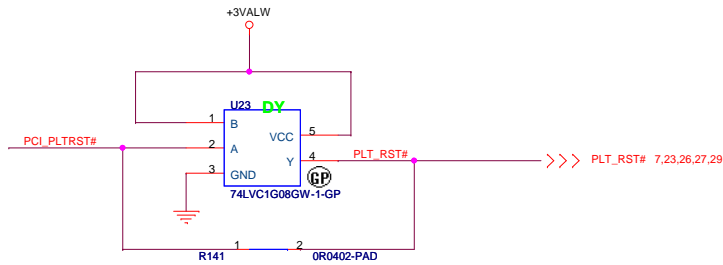 +3VALW
U23 DY
1 B
VCC 5
PCI_PLTRST# 2 A
Y 4 PLT_RST#
PLT_RST# 7,23,26,27,29
3 GND
GP
74LVC1G08GW-1-GP
1 2
R141 0R0402-PAD